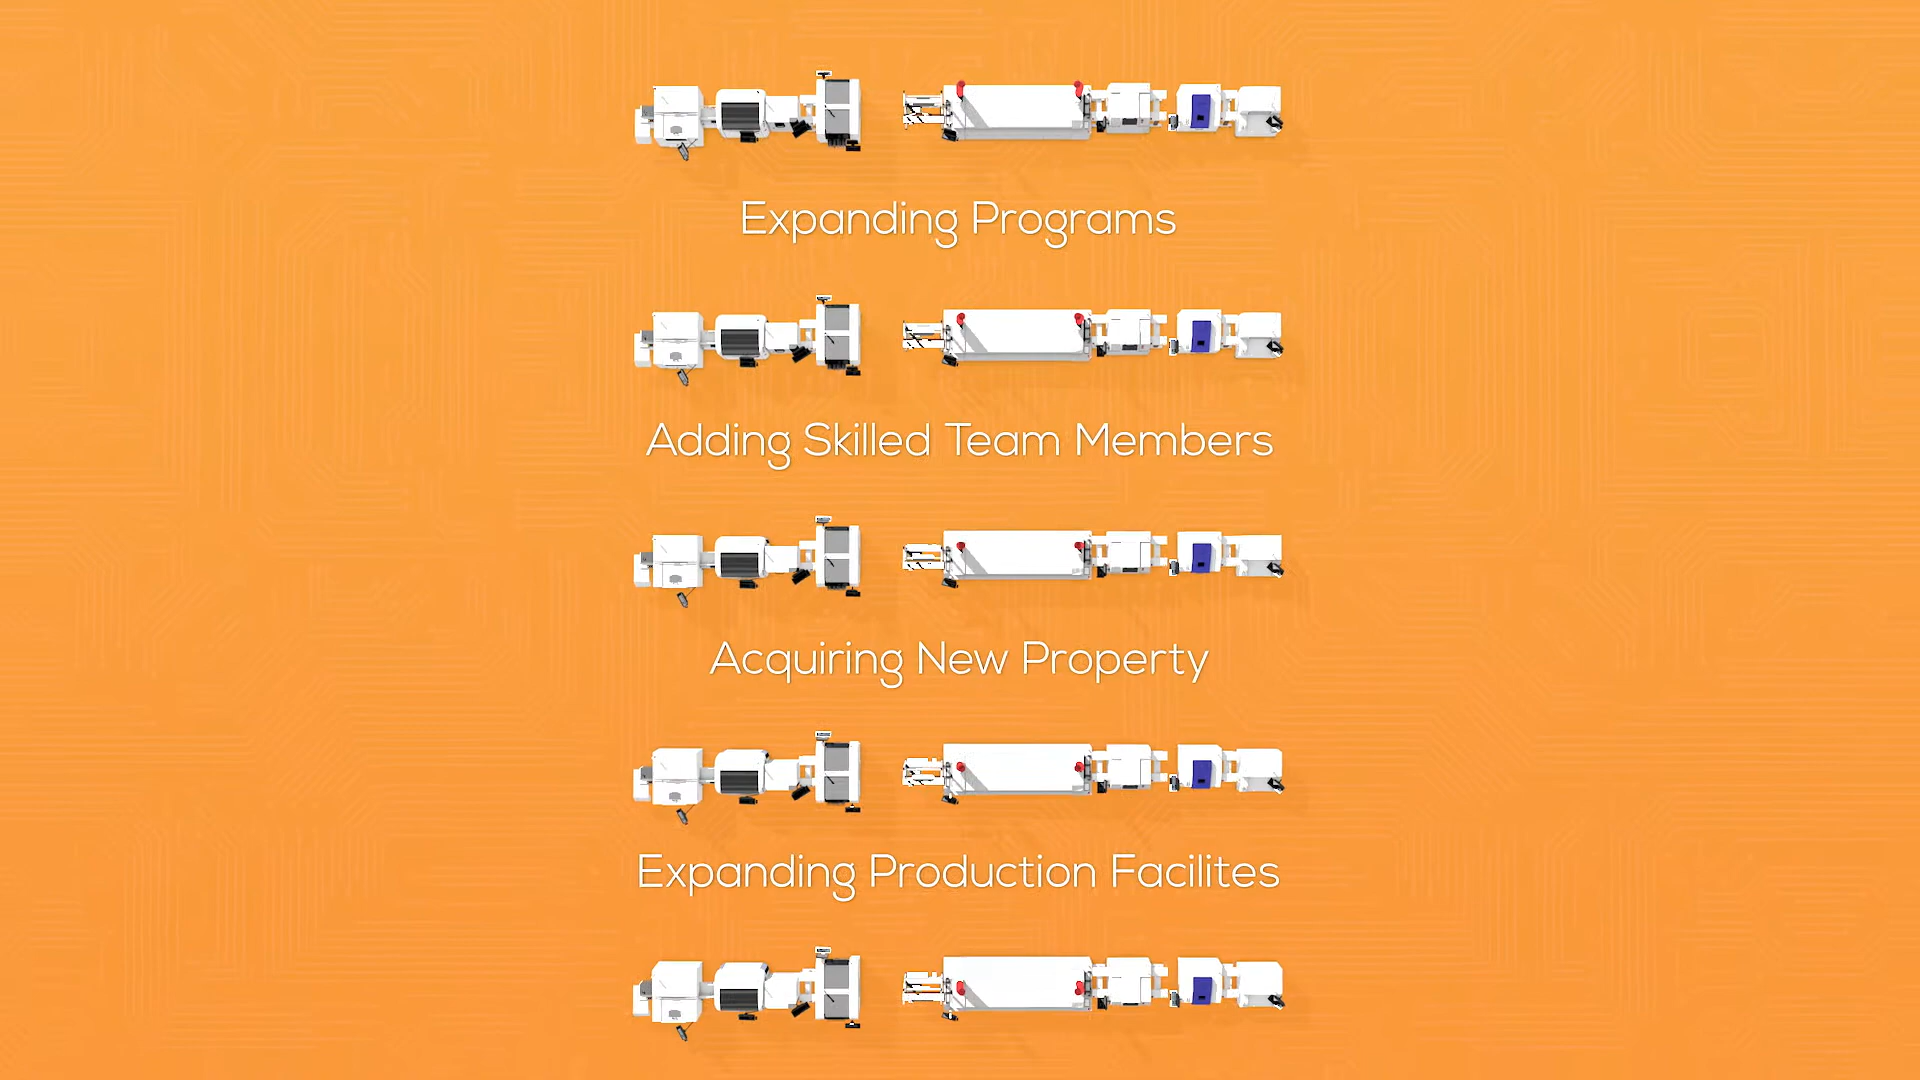 Expanding Programs
Adding Skilled Team Members
Acquiring New Property
Expanding Production Facilites